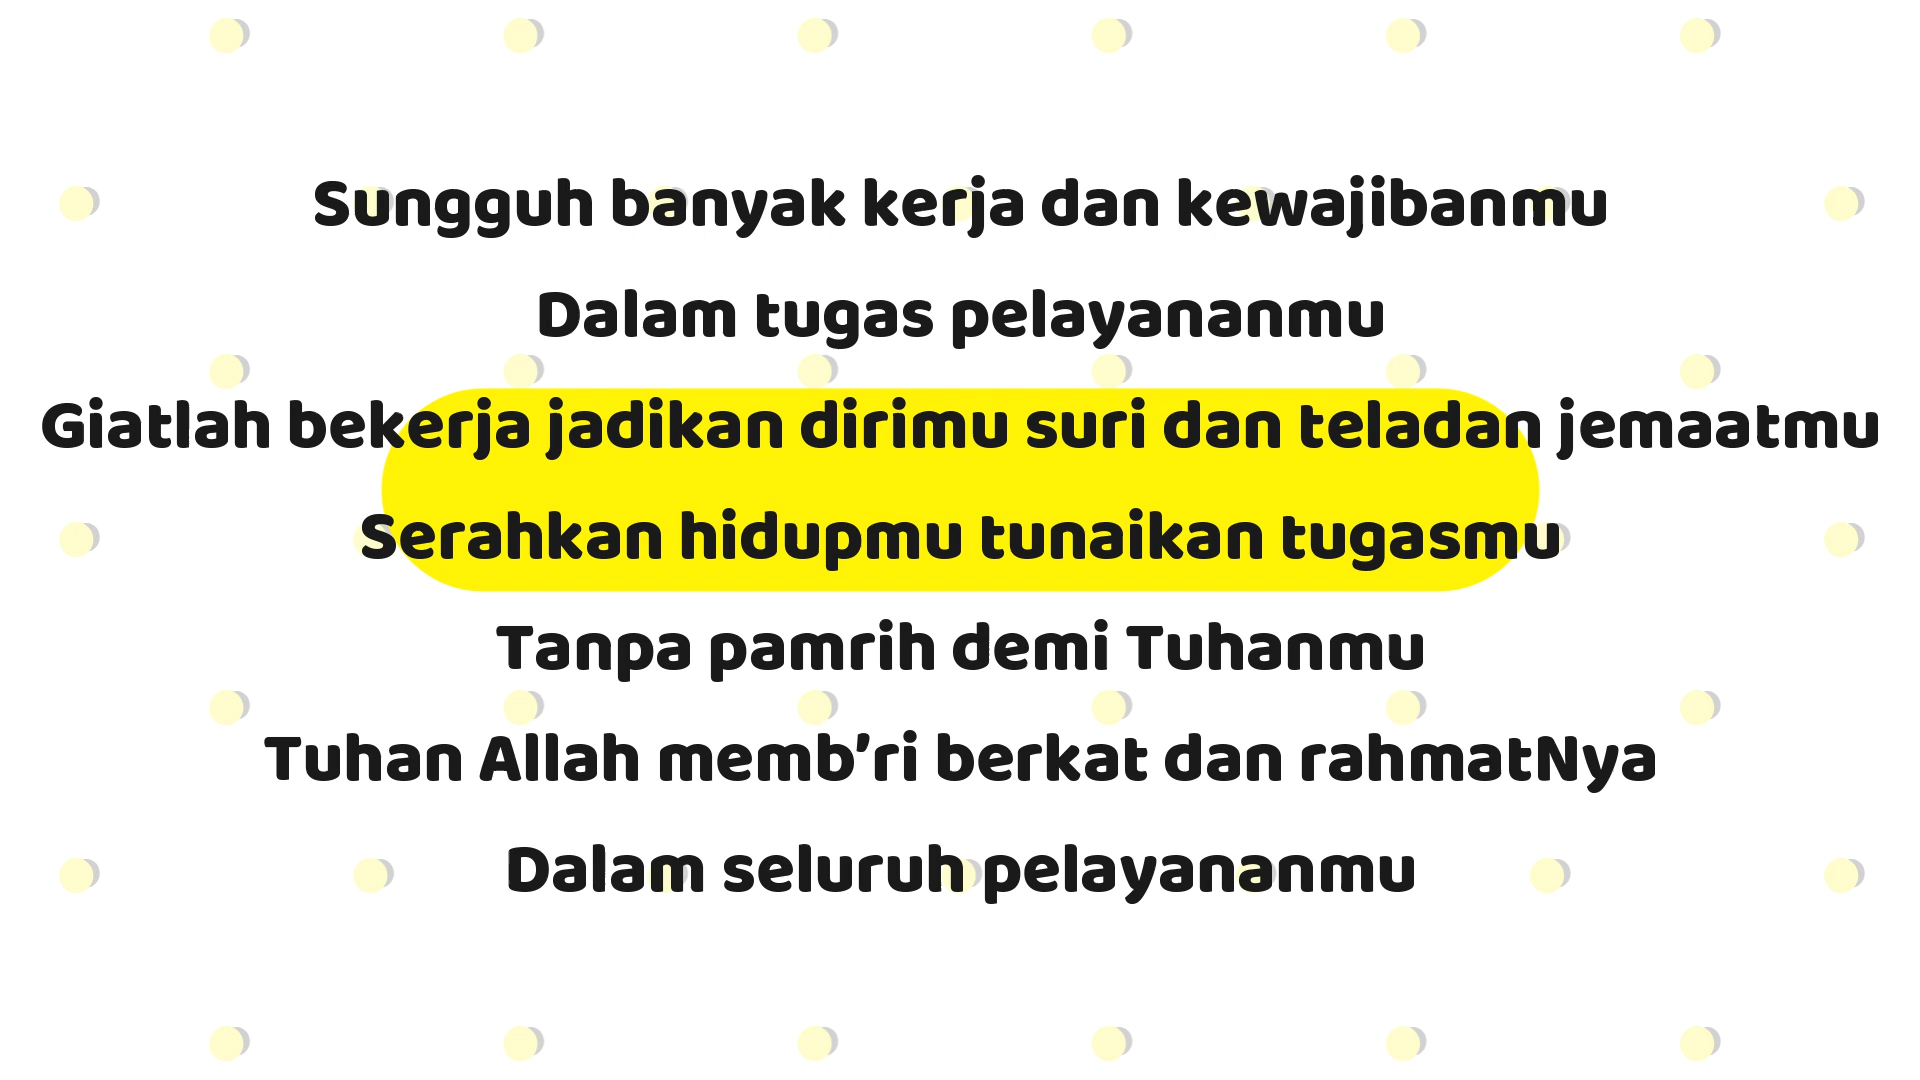 Sungguh banyak kerja dan kewajibanmu
Dalam tugas pelayananmu
Giatlah bekerja jadikan dirimu suri dan teladan jemaatmu
Serahkan hidupmu tunaikan tugasmu
Tanpa pamrih demi Tuhanmu
Tuhan Allah memb’ri berkat dan rahmatNya
Dalam seluruh pelayananmu